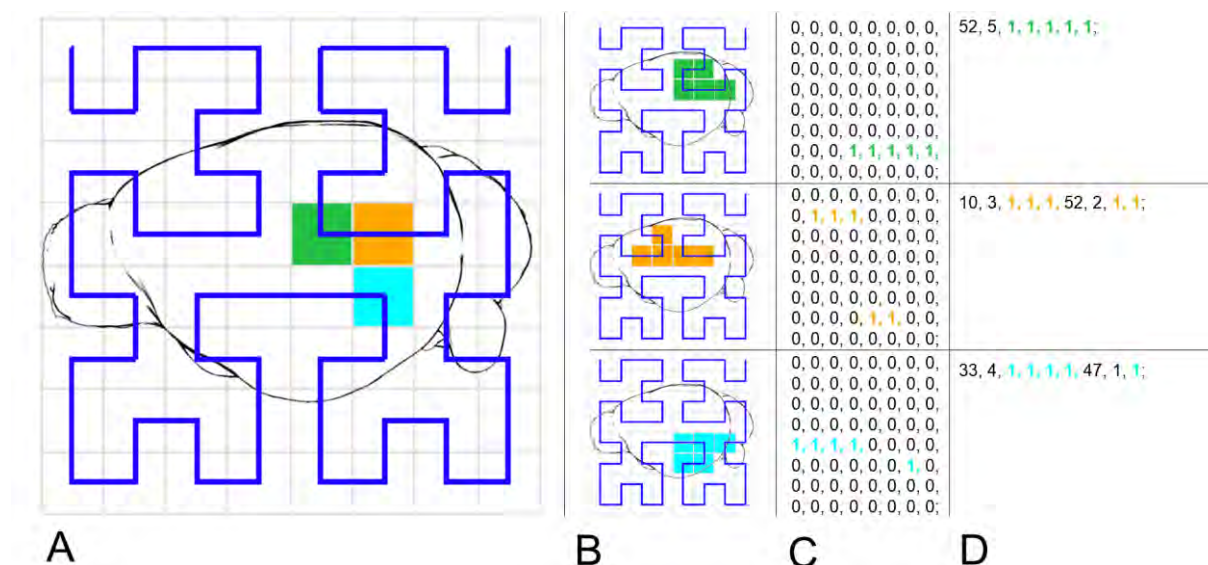 0, 0, 0, 0, 0, 0, 0, 0,
0, 0, 0, 0, 0, 0, 0, 0,
0, 0, 0, 0, 0, 0, 0, 0,
0, 0, 0, 0, 0, 0, 0, 0,
0, 0, 0, 0, 0, 0, 0, 0,
0, 0, 0, 0, 0, 0, 0, 0,
0, 0, 0, 1, 1, 1, 1, 1,
0, 0, 0, 0, 0, 0, 0, 0;
52, 5, 1, 1, 1, 1, 1;
0, 0, 0, 0, 0, 0, 0, 0,
0, 1, 1, 1, 0, 0, 0, 0,
0, 0, 0, 0, 0, 0, 0, 0,
0, 0, 0, 0, 0, 0, 0, 0,
0, 0, 0, 0, 0, 0, 0, 0,
0, 0, 0, 0, 0, 0, 0, 0,
0, 0, 0, 0, 1, 1, 0, 0,
0, 0, 0, 0, 0, 0, 0, 0;
10, 3, 1, 1, 1, 52, 2, 1, 1;
0, 0, 0, 0, 0, 0, 0, 0,
0, 0, 0, 0, 0, 0, 0, 0,
0, 0, 0, 0, 0, 0, 0, 0,
0, 0, 0, 0, 0, 0, 0, 0,
1, 1, 1, 1, 0, 0, 0, 0,
0, 0, 0, 0, 0, 0, 1, 0,
0, 0, 0, 0, 0, 0, 0, 0,
0, 0, 0, 0, 0, 0, 0, 0;
33, 4, 1, 1, 1, 1, 47, 1, 1;
A
B
C
D